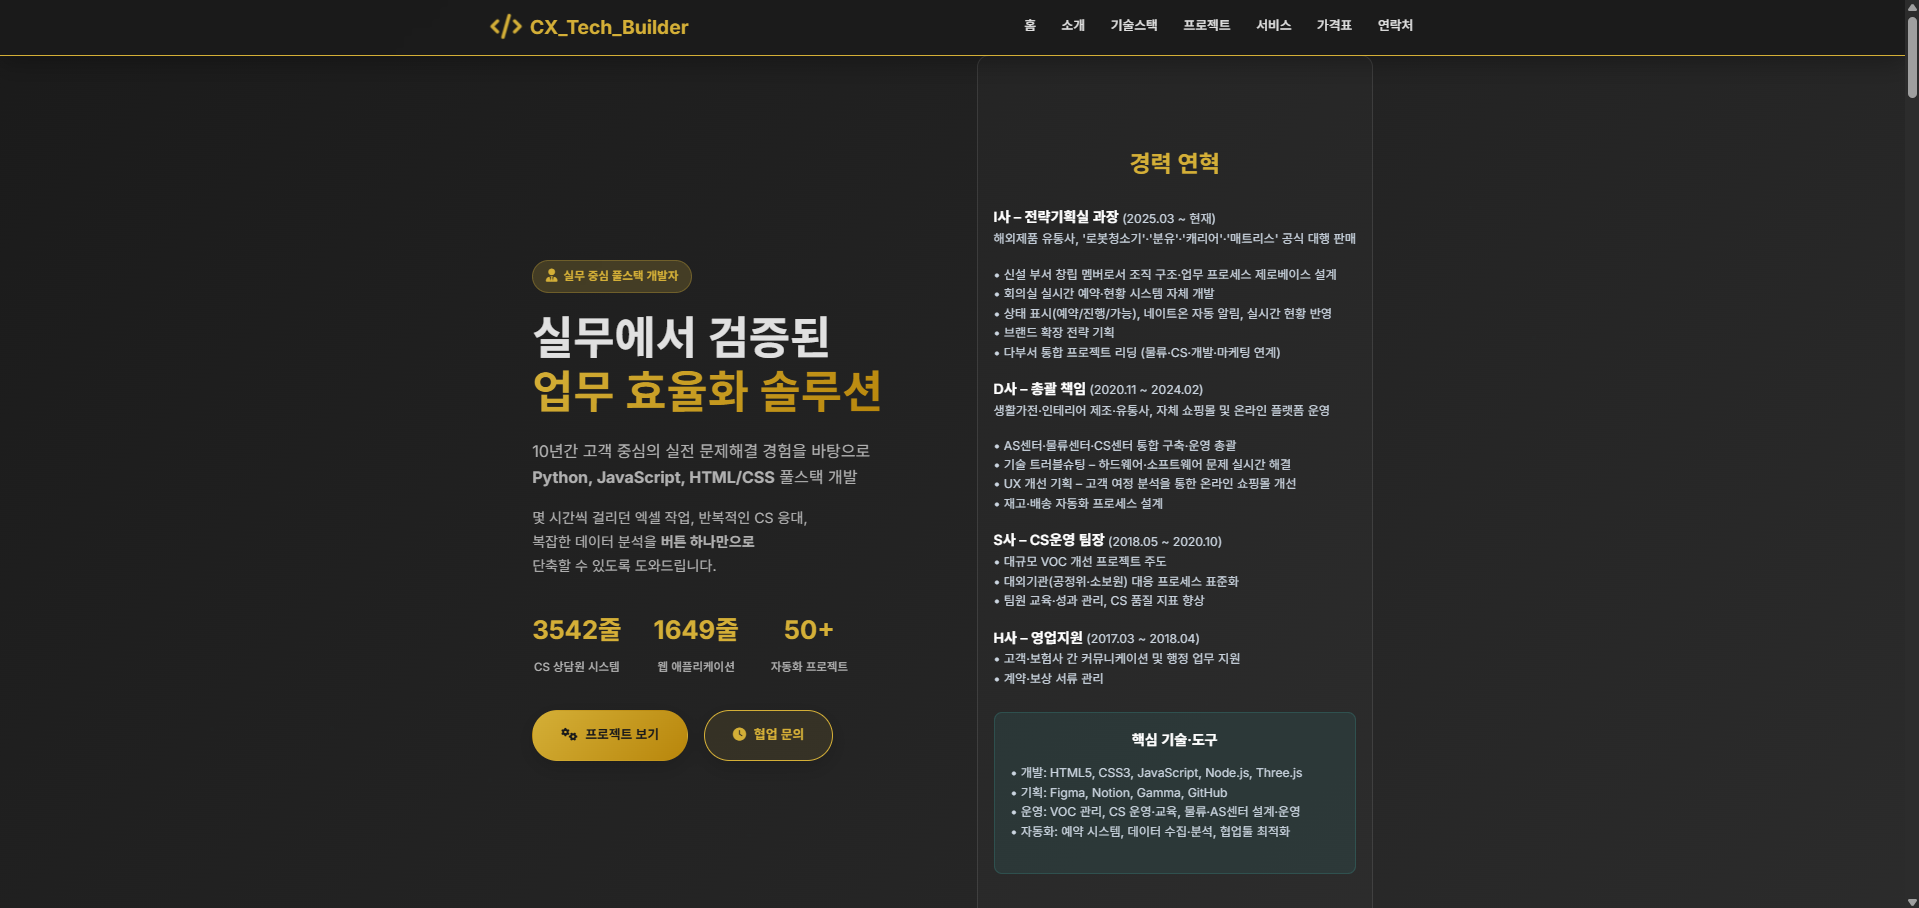 CX_Tech_Builder
홈
소개
기술스택
프로젝트
서비스
가격표
연락처
실무 중심 풀스택 개발자
실무에서 검증된
업무 효율화 솔루션
10년간 고객 중심의 실전 문제해결 경험을 바탕으로
Python, JavaScript, HTML/CSS 풀스택 개발
몇 시간씩 걸리던 엑셀 작업, 반복적인 CS 응대,
복잡한 데이터 분석을 버튼 하나만으로
단축할 수 있도록 도와드립니다.
3542줄
CS 상담원 시스템
1649줄
웹 애플리케이션
50+
자동화 프로젝트
프로젝트 보기
협업 문의
경력 연혁
I사 – 전략기획실 과장 (2025.03 ~ 현재)
해외제품 유통사, '로봇청소기'·'분유'·'캐리어'·'매트리스' 공식 대행 판매
• 신설 부서 창립 멤버로서 조직 구조·업무 프로세스 제로베이스 설계
• 회의실 실시간 예약·현황 시스템 자체 개발
• 상태 표시(예약/진행/가능), 네이트온 자동 알림, 실시간 현황 반영
• 브랜드 확장 전략 기획
• 다부서 통합 프로젝트 리딩 (물류·CS·개발·마케팅 연계)
D사 – 총괄 책임 (2020.11 ~ 2024.02)
생활가전·인테리어 제조·유통사, 자체 쇼핑몰 및 온라인 플랫폼 운영
• AS센터·물류센터·CS센터 통합 구축·운영 총괄
• 기술 트러블슈팅 – 하드웨어·소프트웨어 문제 실시간 해결
• UX 개선 기획 – 고객 여정 분석을 통한 온라인 쇼핑몰 개선
• 재고·배송 자동화 프로세스 설계
S사 – CS운영 팀장 (2018.05 ~ 2020.10)
• 대규모 VOC 개선 프로젝트 주도
• 대외기관(공정위·소보원) 대응 프로세스 표준화
• 팀원 교육·성과 관리, CS 품질 지표 향상
H사 – 영업지원 (2017.03 ~ 2018.04)
• 고객·보험사 간 커뮤니케이션 및 행정 업무 지원
• 계약·보상 서류 관리
핵심 기술·도구
• 개발: HTML5, CSS3, JavaScript, Node.js, Three.js
• 기획: Figma, Notion, Gamma, GitHub
• 운영: VOC 관리, CS 운영·교육, 물류·AS센터 설계·운영
• 자동화: 예약 시스템, 데이터 수집·분석, 협업툴 최적화